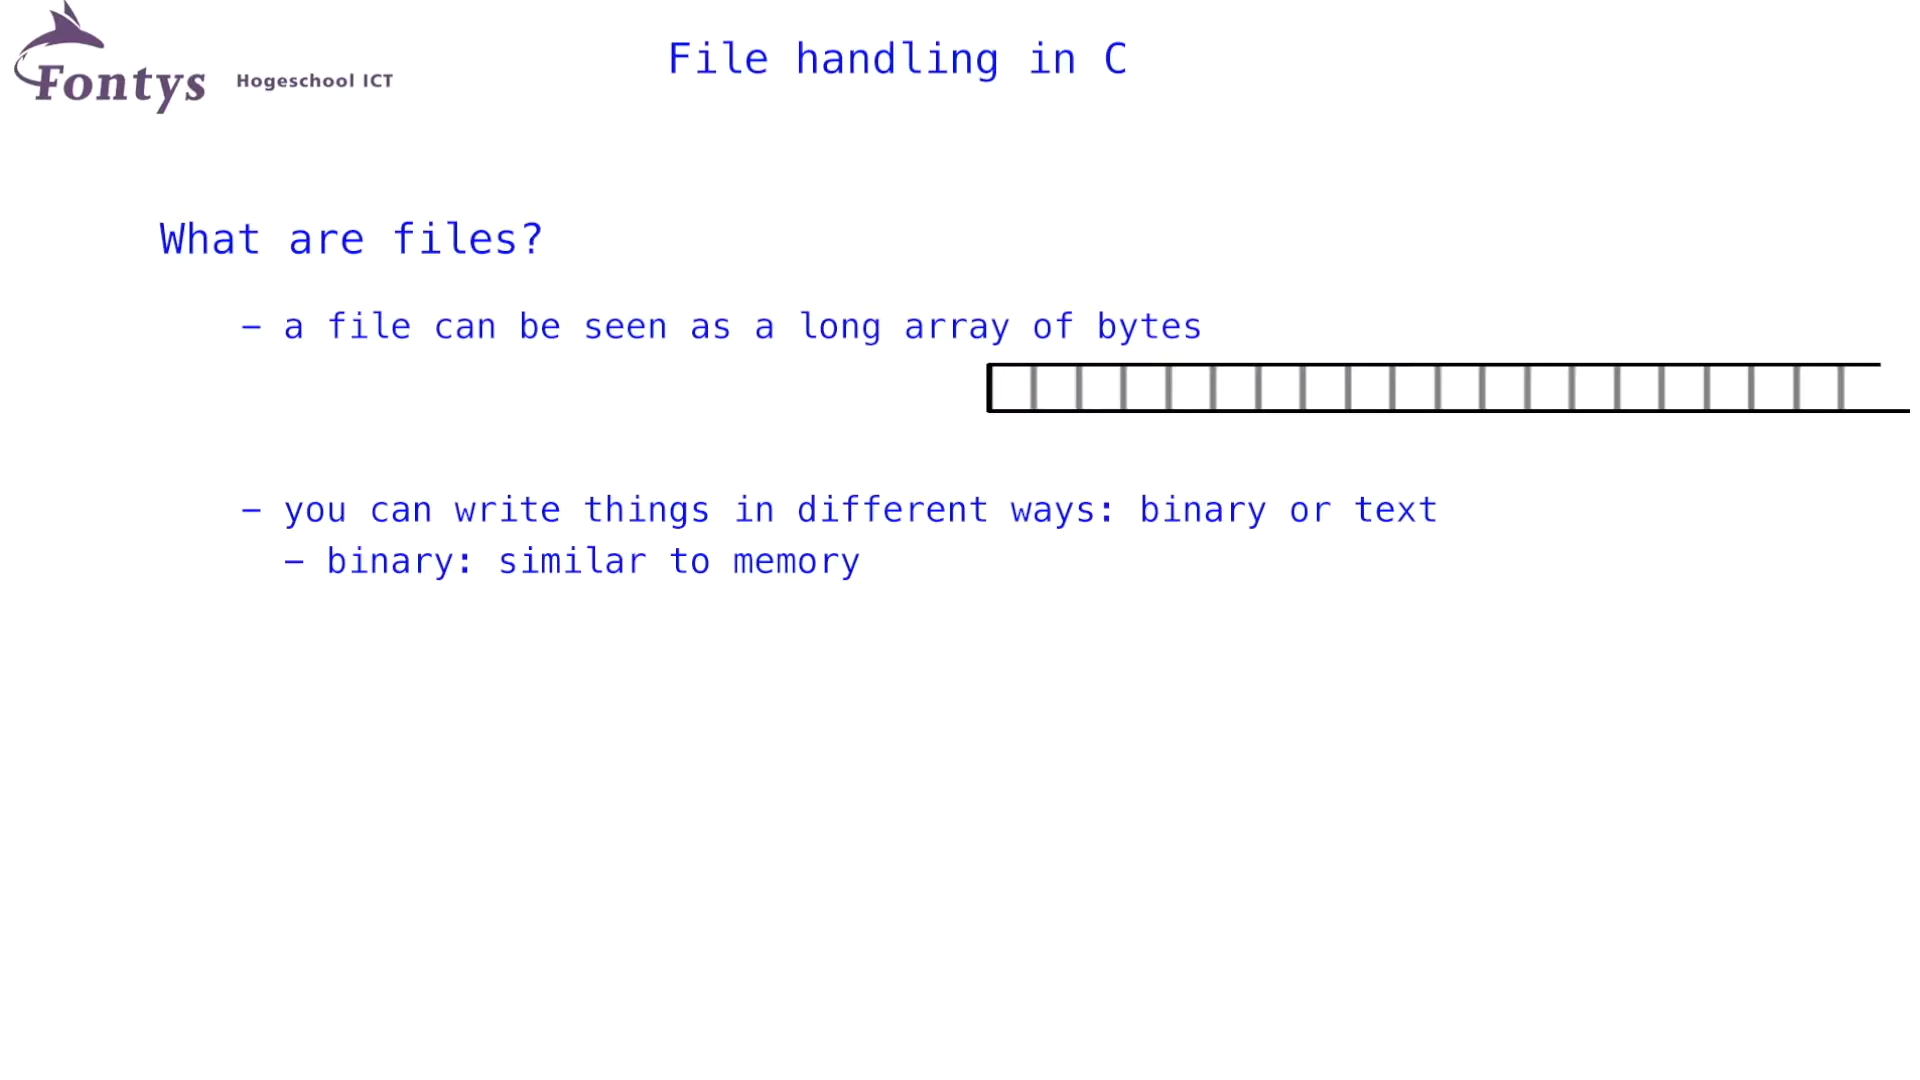 Fontys Hogeschool ICT
File handling in C
What are files?
– a file can be seen as a long array of bytes
– you can write things in different ways: binary or text
– binary: similar to memory